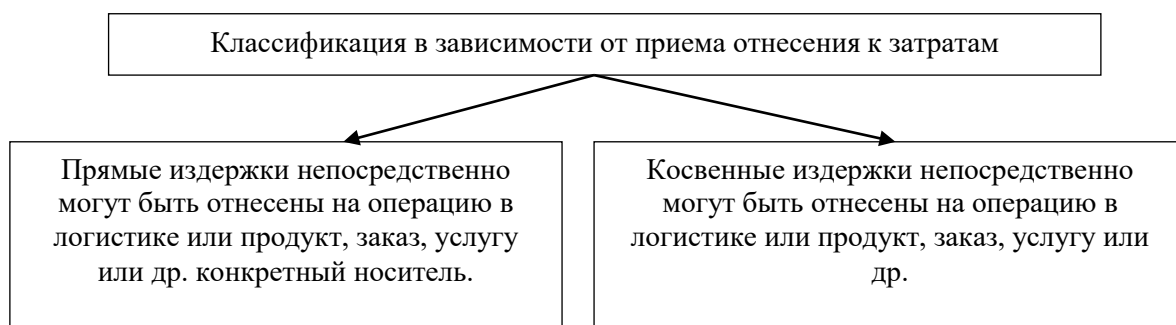 Классификация в зависимости от приема отнесения к затратам
Прямые издержки непосредственно
могут быть отнесены на операцию в
логистике или продукт, заказ, услугу
или др. конкретный носитель.
Косвенные издержки непосредственно
могут быть отнесены на операцию в
логистике или продукт, заказ, услугу или
др.